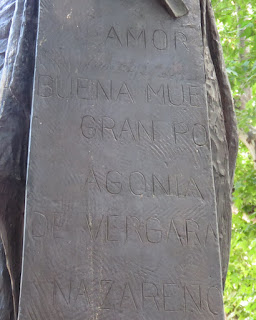 AMOR
BUENA MUE
GRAN PO
AGONIA
DE VERGARA
NAZARENO